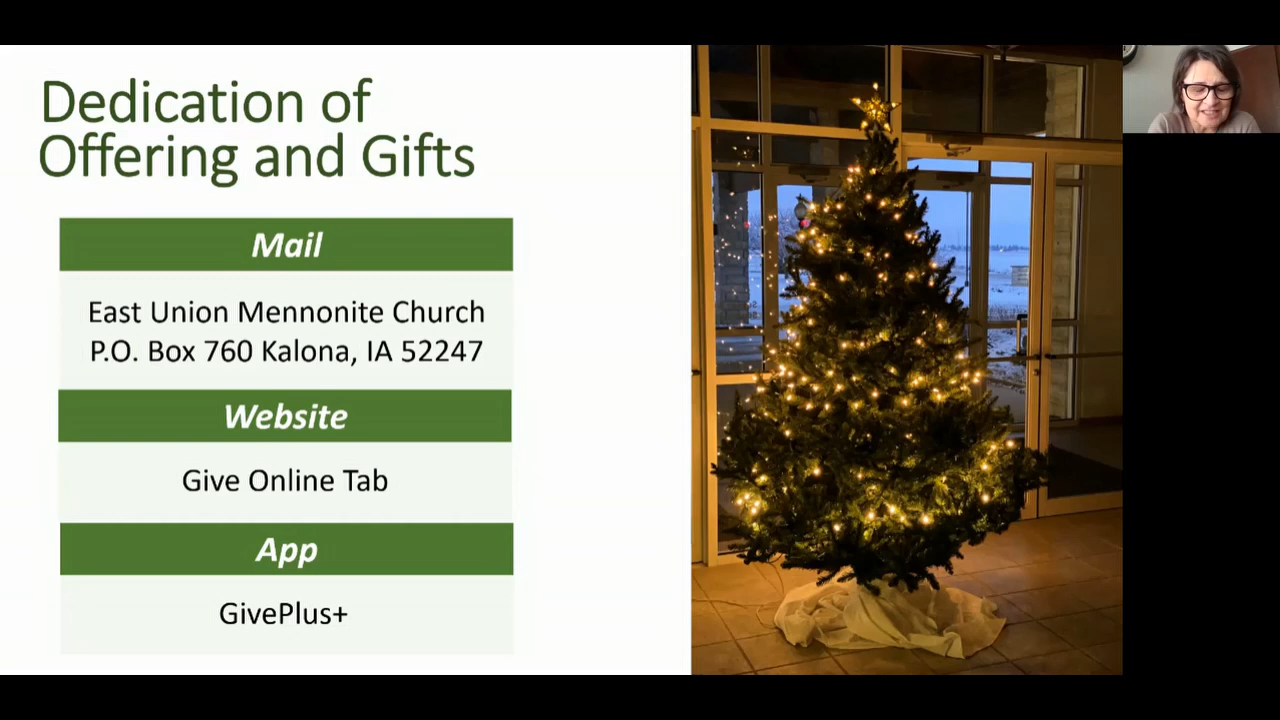 Dedication of
Offering and Gifts
Mail
East Union Mennonite Church
P.O. Box 760 Kalona, IA 52247
Website
Give Online Tab
App
GivePlus+